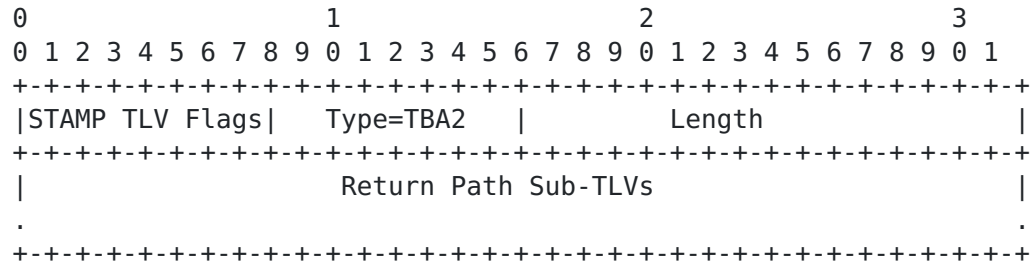 0                   1                   2                   3
0 1 2 3 4 5 6 7 8 9 0 1 2 3 4 5 6 7 8 9 0 1 2 3 4 5 6 7 8 9 0 1
+-+-+-+-+-+-+-+-+-+-+-+-+-+-+-+-+-+-+-+-+-+-+-+-+-+-+-+-+-+-+-+-+
|STAMP TLV Flags|   Type=TBA2   |         Length                |
+-+-+-+-+-+-+-+-+-+-+-+-+-+-+-+-+-+-+-+-+-+-+-+-+-+-+-+-+-+-+-+-+
|                    Return Path Sub-TLVs                       |
.                                                               .
+-+-+-+-+-+-+-+-+-+-+-+-+-+-+-+-+-+-+-+-+-+-+-+-+-+-+-+-+-+-+-+-+